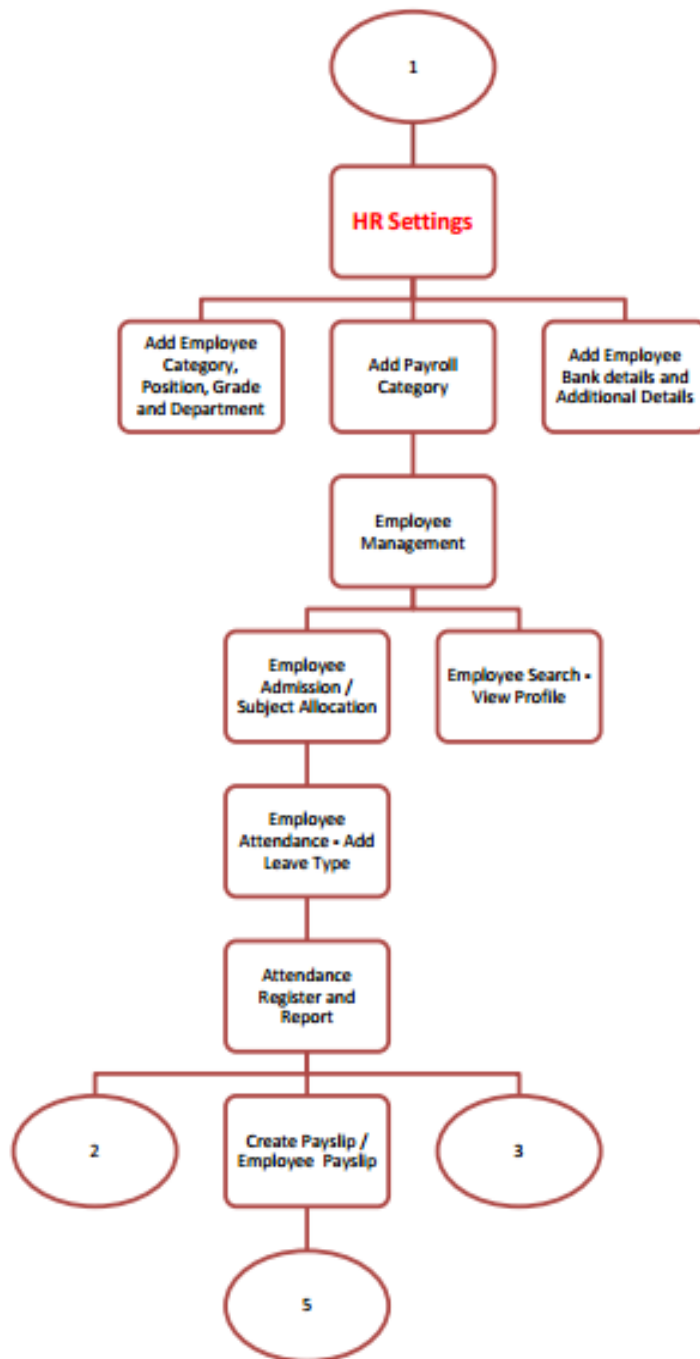 1
HR Settings
Add Employee
Category,
Position, Grade
and Department
Add Payroll
Category
Add Employee
Bank details and
Additional Details
Employee
Management
Employee
Admission /
Subject Allocation
Employee Search -
View Profile
Employee
Attendance - Add
Leave Type
Attendance
Register and
Report
2
Create Payslip /
Employee Payslip
3
5